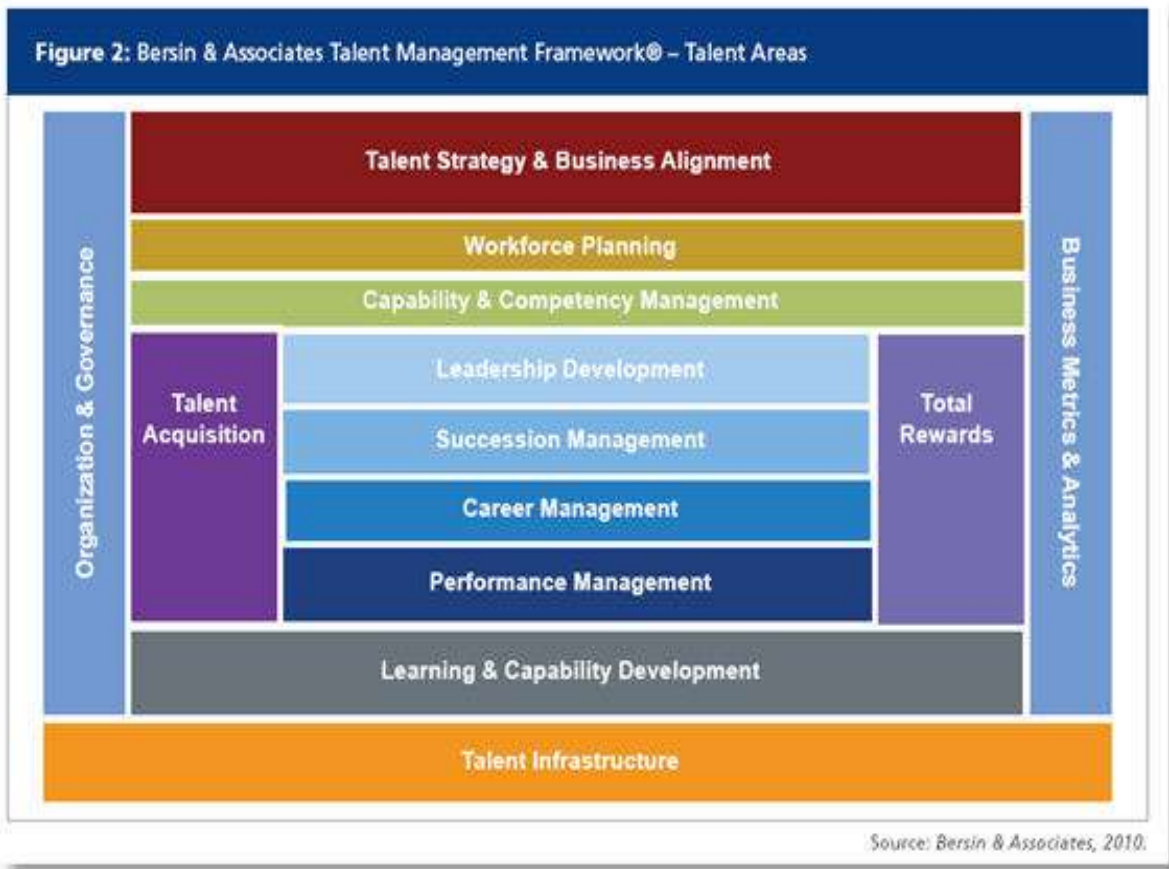 Figure 2: Bersin & Associates Talent Management Framework® – Talent Areas
Organization & Governance
Talent Strategy & Business Alignment
Workforce Planning
Capability & Competency Management
Talent
Acquisition
Leadership Development
Succession Management
Career Management
Performance Management
Total
Rewards
Learning & Capability Development
Business Metrics & Analytics
Talent Infrastructure
Source: Bersin & Associates, 2010.